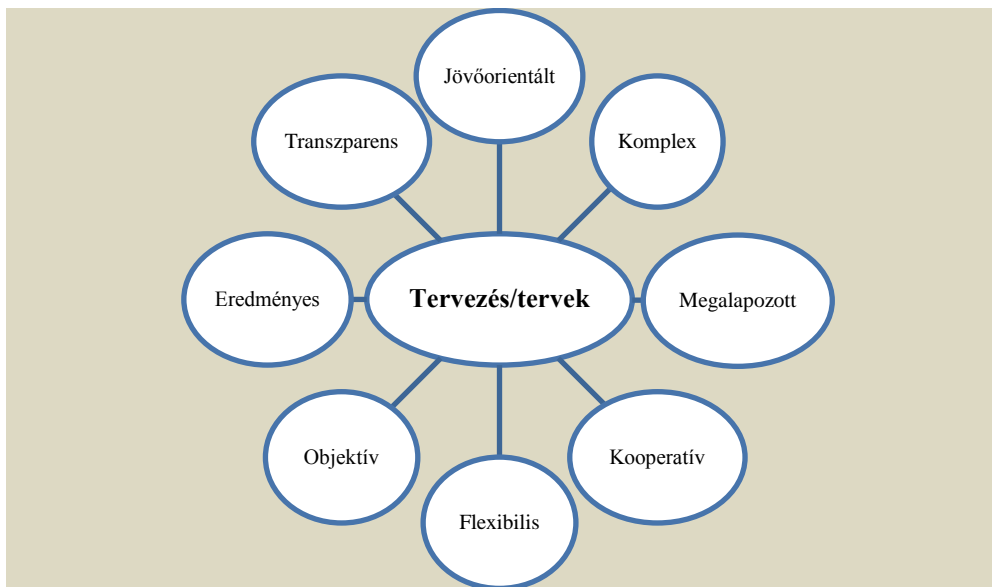 Jövőorientált
Transzparens
Komplex
Eredményes
Tervezés/tervek
Megalapozott
Objektív
Kooperatív
Flexibilis